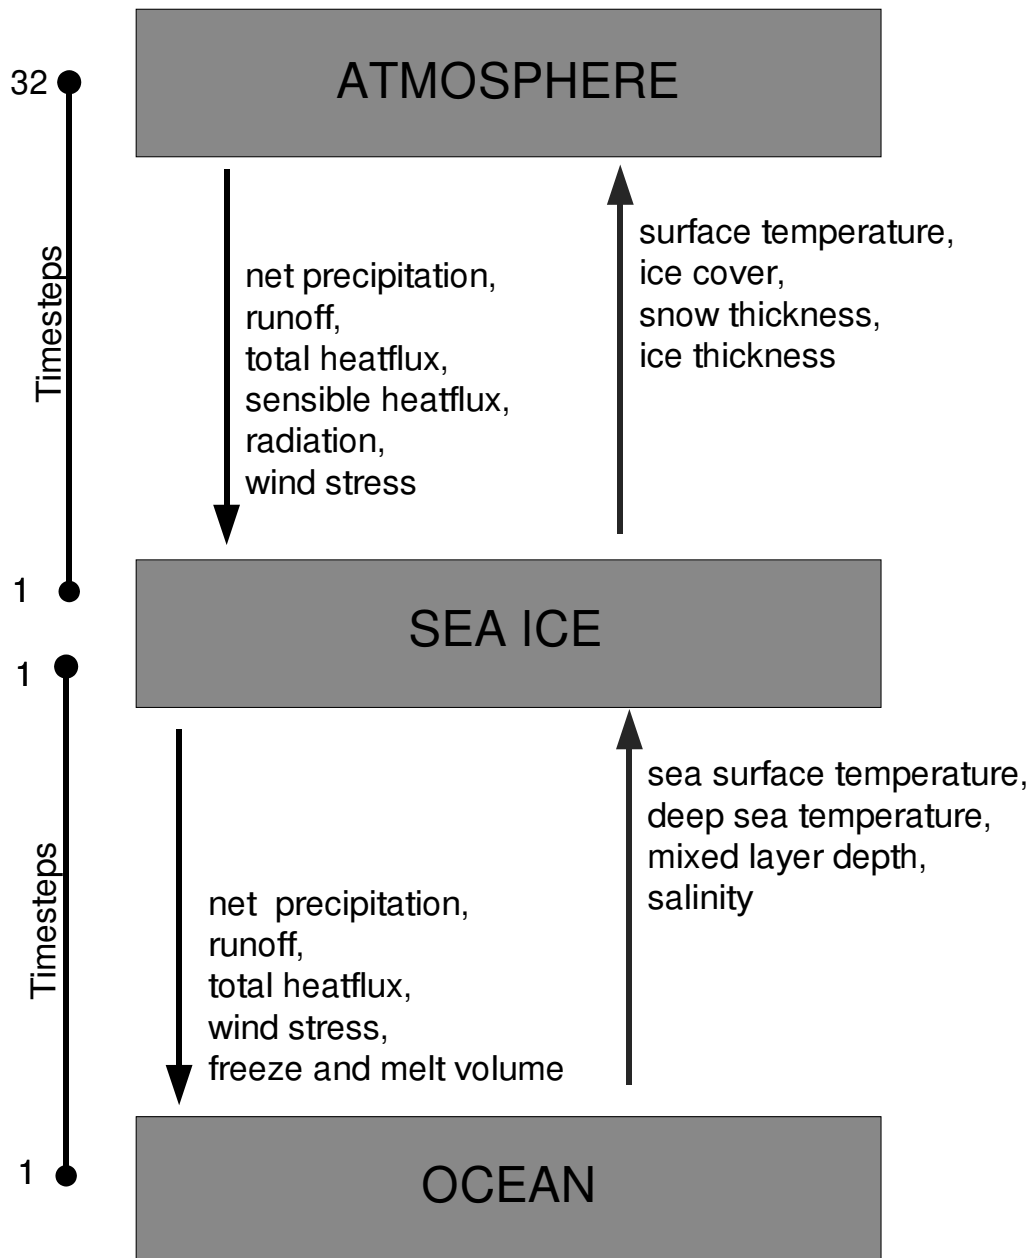 ATMOSPHERE
32
Timesteps
1
net precipitation,
runoff,
total heatflux,
sensible heatflux,
radiation,
wind stress
surface temperature,
ice cover,
snow thickness,
ice thickness
SEA ICE
1
Timesteps
1
net precipitation,
runoff,
total heatflux,
wind stress,
freeze and melt volume
sea surface temperature,
deep sea temperature,
mixed layer depth,
salinity
OCEAN